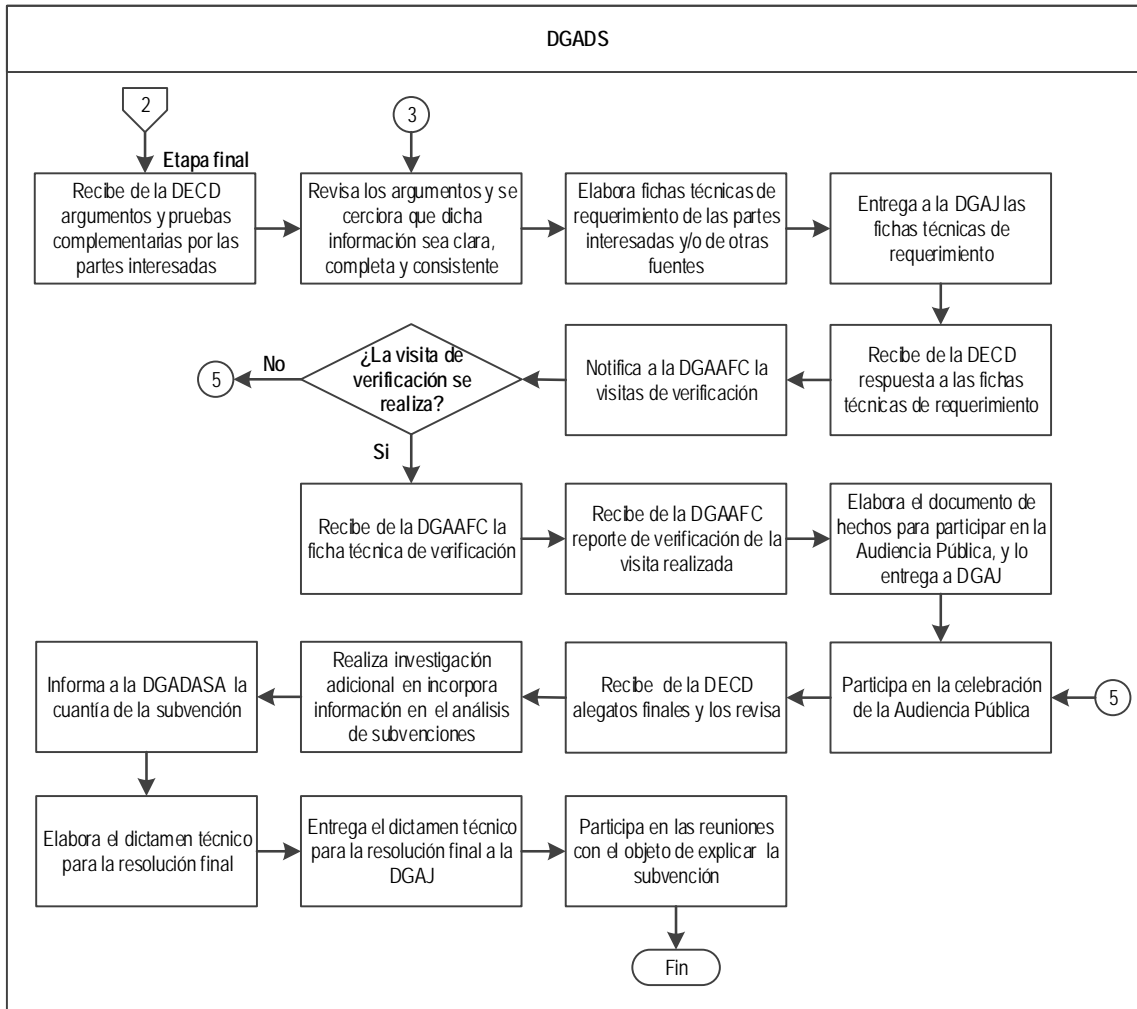 DGADS
2
Etapa final
Recibe de la DECD
argumentos y pruebas
complementarias por las
partes interesadas
3
Revisa los argumentos y se
cerciora que dicha
información sea clara,
completa y consistente
Elabora fichas técnicas de
requerimiento de las partes
interesadas y/o de otras
fuentes
Entrega a la DGAJ las
fichas técnicas de
requerimiento
Recibe de la DECD
respuesta a las fichas
técnicas de requerimiento
Notifica a la DGAAFC la
visitas de verificación
¿La visita de
verificación se
realiza?
No
5
Si
Recibe de la DGAAFC la
ficha técnica de verificación
Recibe de la DGAAFC
reporte de verificación de la
visita realizada
Elabora el documento de
hechos para participar en la
Audiencia Pública, y lo
entrega a DGAJ
5
Participa en la celebración
de la Audiencia Pública
Recibe de la DECD
alegatos finales y los revisa
Realiza investigación
adicional en incorpora
información en el análisis
de subvenciones
Informa a la DGADASA la
cuantía de la subvención
Elabora el dictamen técnico
para la resolución final
Entrega el dictamen técnico
para la resolución final a la
DGAJ
Participa en las reuniones
con el objeto de explicar la
subvención
Fin